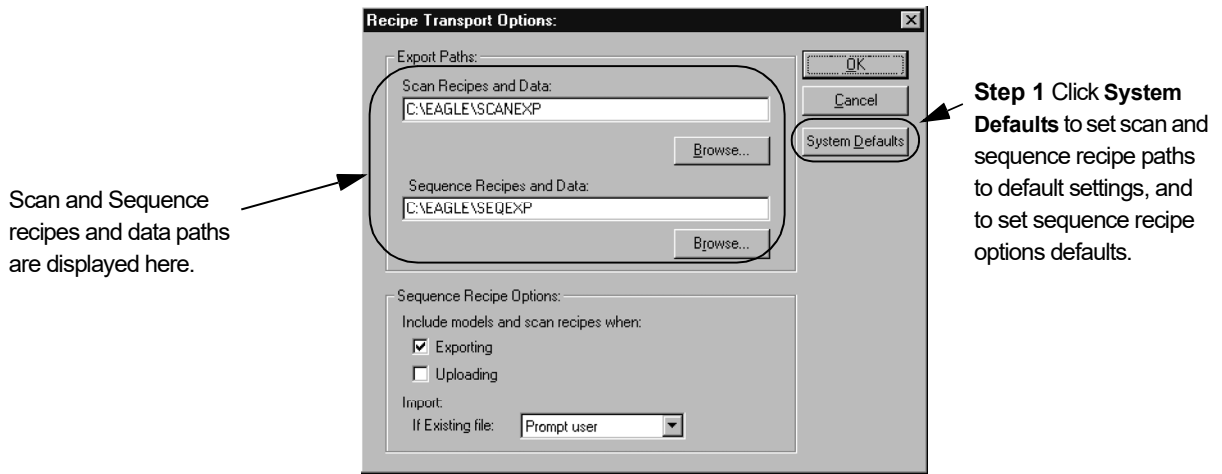 Recipe Transport Options:
Export Paths:
Scan Recipes and Data:
C:\EAGLE\SCANEXP
Browse...
Sequence Recipes and Data:
C:\EAGLE\SEQEXP
Browse...
OK
Cancel
System Defaults
Sequence Recipe Options:
Include models and scan recipes when:
Exporting
Uploading
Import:
If Existing file: Prompt user
Scan and Sequence
recipes and data paths
are displayed here.
Step 1 Click System
Defaults to set scan and
sequence recipe paths
to default settings, and
to set sequence recipe
options defaults.